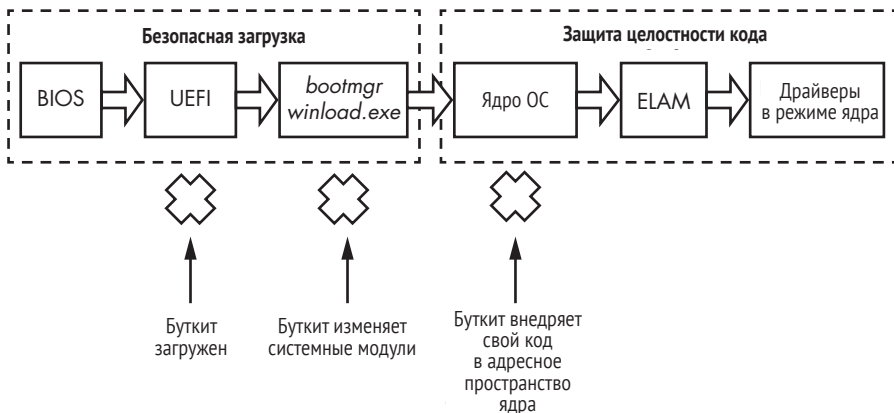 Безопасная загрузка
Защита целостности кода
BIOS
UEFI
bootmgr
winload.exe
Ядро ОС
ELAM
Драйверы
в режиме ядра
Буткит
загружен
Буткит изменяет
системные модули
Буткит внедряет
свой код
в адресное
пространство
ядра